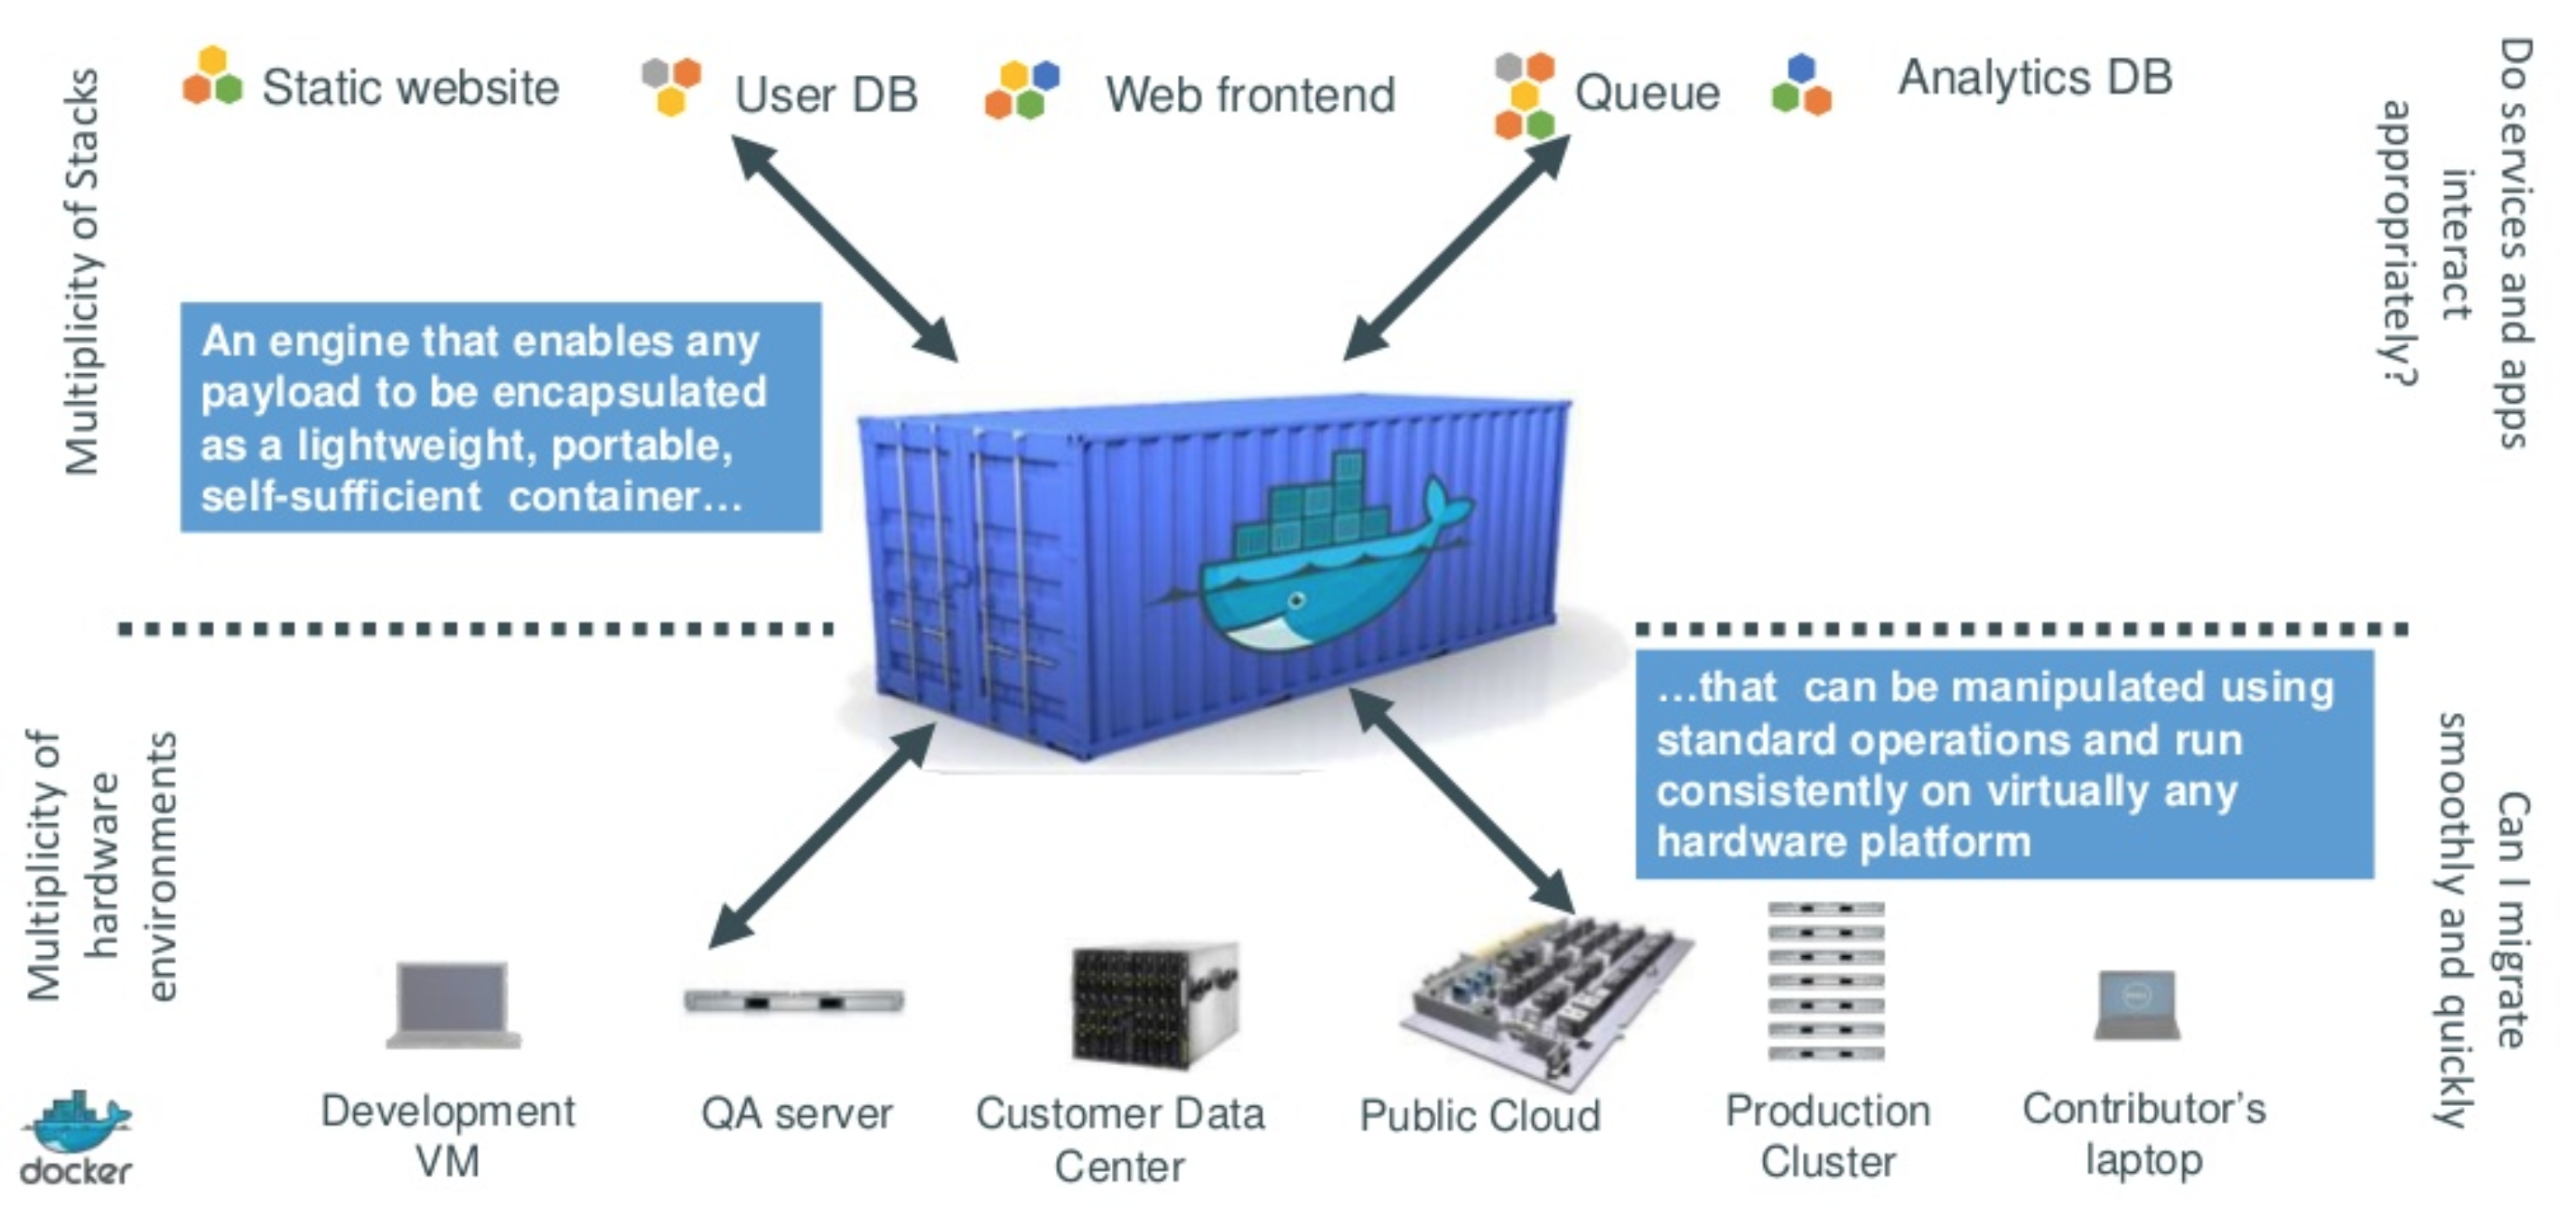 Static website
User DB
Web frontend
Queue
Analytics DB
Multiplicity of Stacks
Do services and apps
interact
appropriately?
An engine that enables any
payload to be encapsulated
as a lightweight, portable,
self-sufficient container...
...that can be manipulated using
standard operations and run
consistently on virtually any
hardware platform
Multiplicity of
hardware
environments
Can I migrate
smoothly and quickly
Development
VM
QA server
Customer Data
Center
Public Cloud
Production
Cluster
Contributor's
laptop
docker